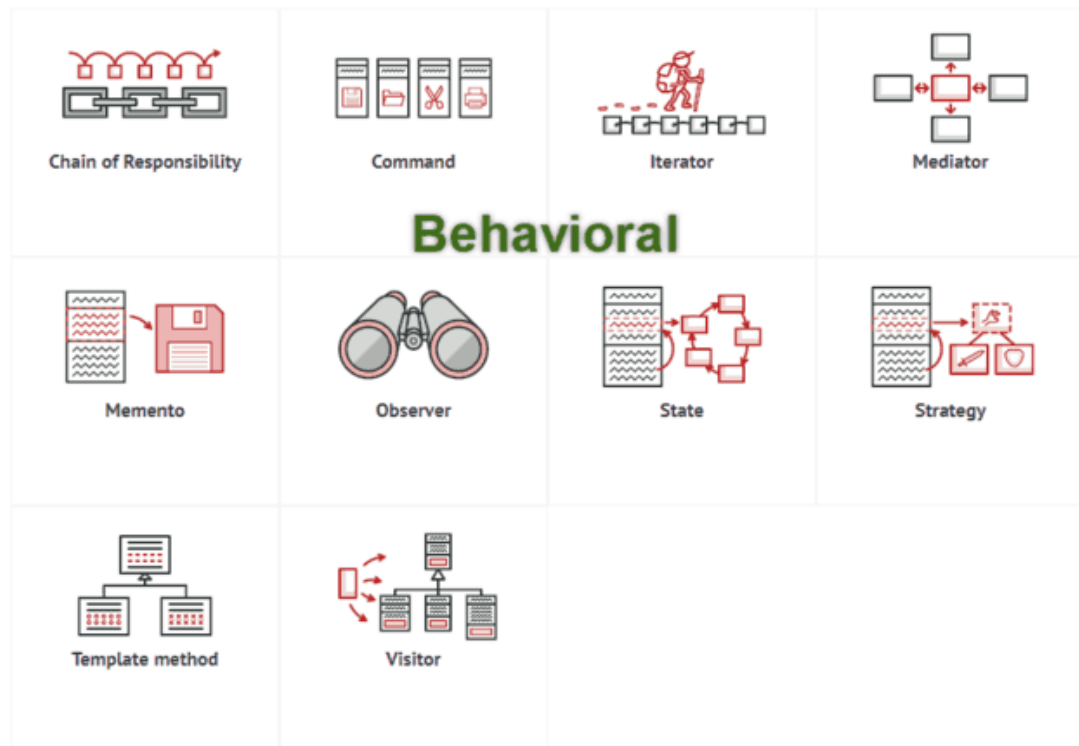 Chain of Responsibility
Command
Iterator
Mediator
Behavioral
Memento
Observer
State
Strategy
Template method
Visitor